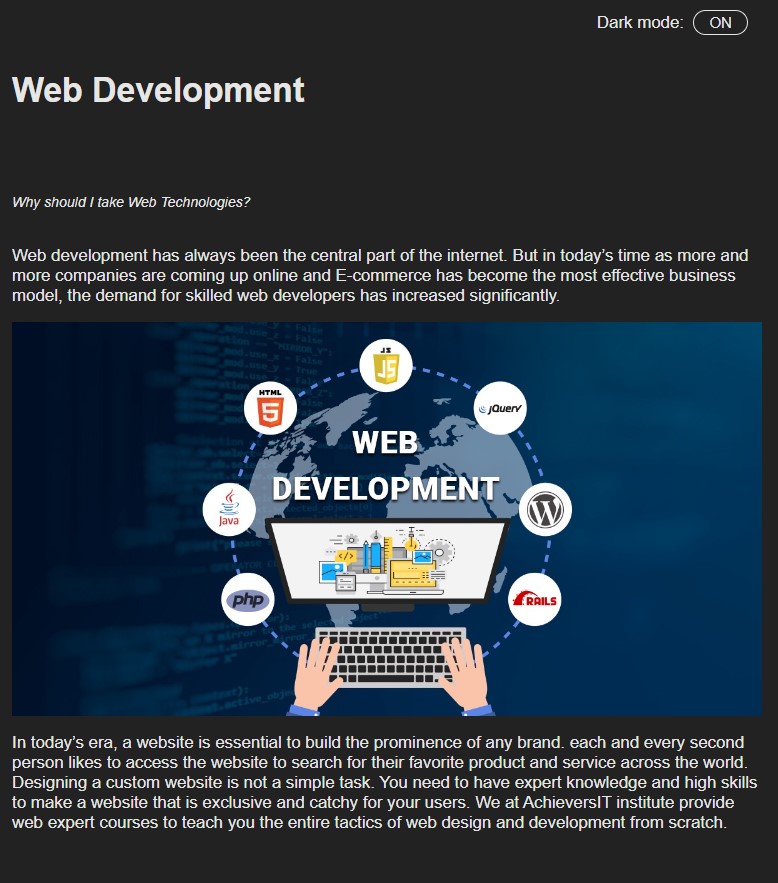 Dark mode: ON
Web Development
Why should I take Web Technologies?
Web development has always been the central part of the internet. But in today’s time as more and
more companies are coming up online and E-commerce has become the most effective business
model, the demand for skilled web developers has increased significantly.
JS
JS
HTML
5
jQuery
WEB
DEVELOPMENT
Java
W
</>
php
RAILS
In today’s era, a website is essential to build the prominence of any brand. each and every second
person likes to access the website to search for their favorite product and service across the world.
Designing a custom website is not a simple task. You need to have expert knowledge and high skills
to make a website that is exclusive and catchy for your users. We at AchieversIT institute provide
web expert courses to teach you the entire tactics of web design and development from scratch.